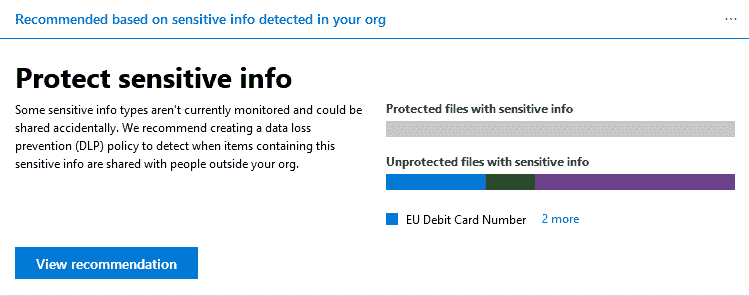 Recommended based on sensitive info detected in your org
Protect sensitive info
Some sensitive info types aren't currently monitored and could be
shared accidentally. We recommend creating a data loss
prevention (DLP) policy to detect when items containing this
sensitive info are shared with people outside your org.
Protected files with sensitive info
Unprotected files with sensitive info
EU Debit Card Number 2 more
View recommendation